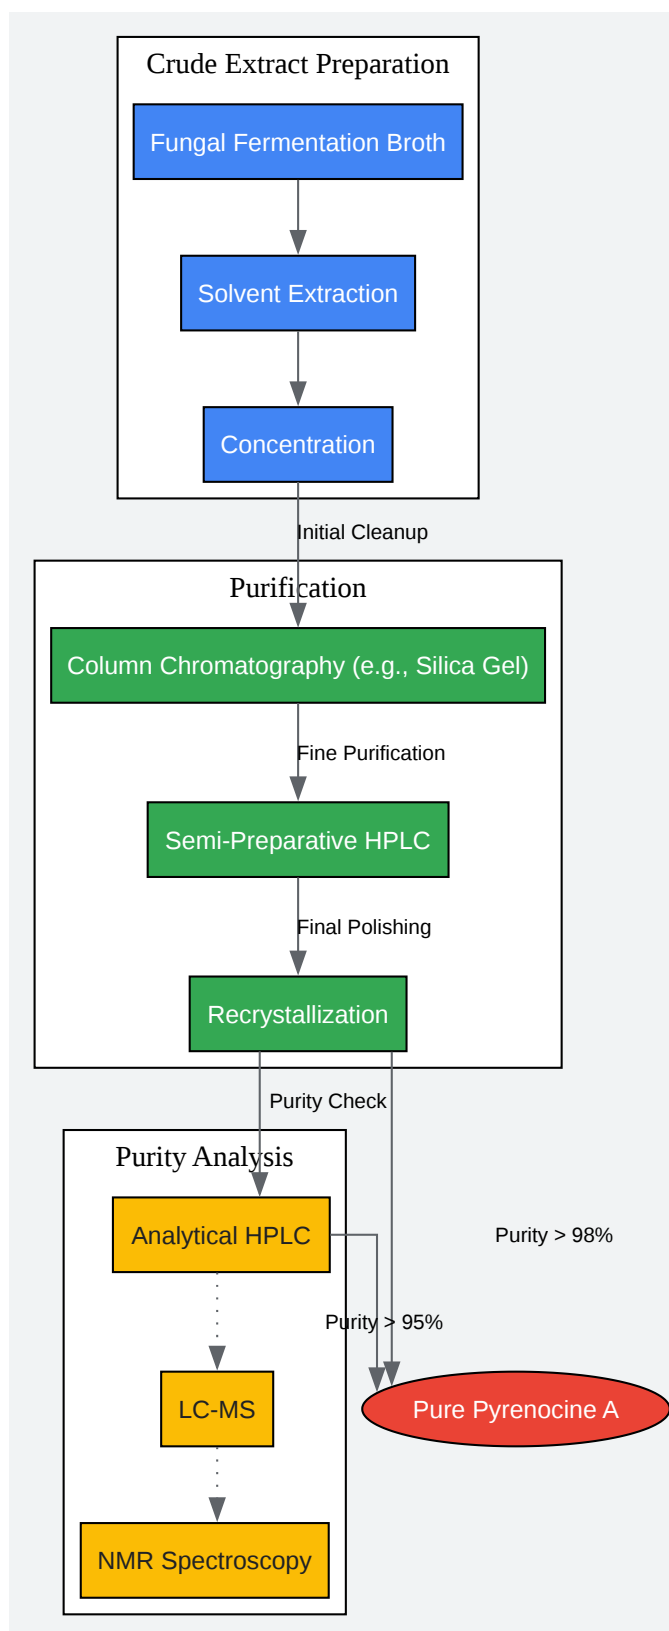 Crude Extract Preparation
Fungal Fermentation Broth
Solvent Extraction
Concentration
Initial Cleanup
Purification
Column Chromatography (e.g., Silica Gel)
Fine Purification
Semi-Preparative HPLC
Final Polishing
Recrystallization
Purity Check
Purity Analysis
Analytical HPLC
Purity > 98%
Purity > 95%
LC-MS
Pure Pyrenocine A
NMR Spectroscopy